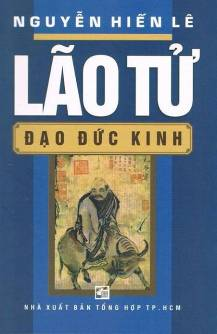 NGUYỄN HIẾN LÊ
LÃO TỬ
ĐẠO ĐỨC KINH
NHÀ XUẤT BẢN TỔNG HỢP TP.HCM